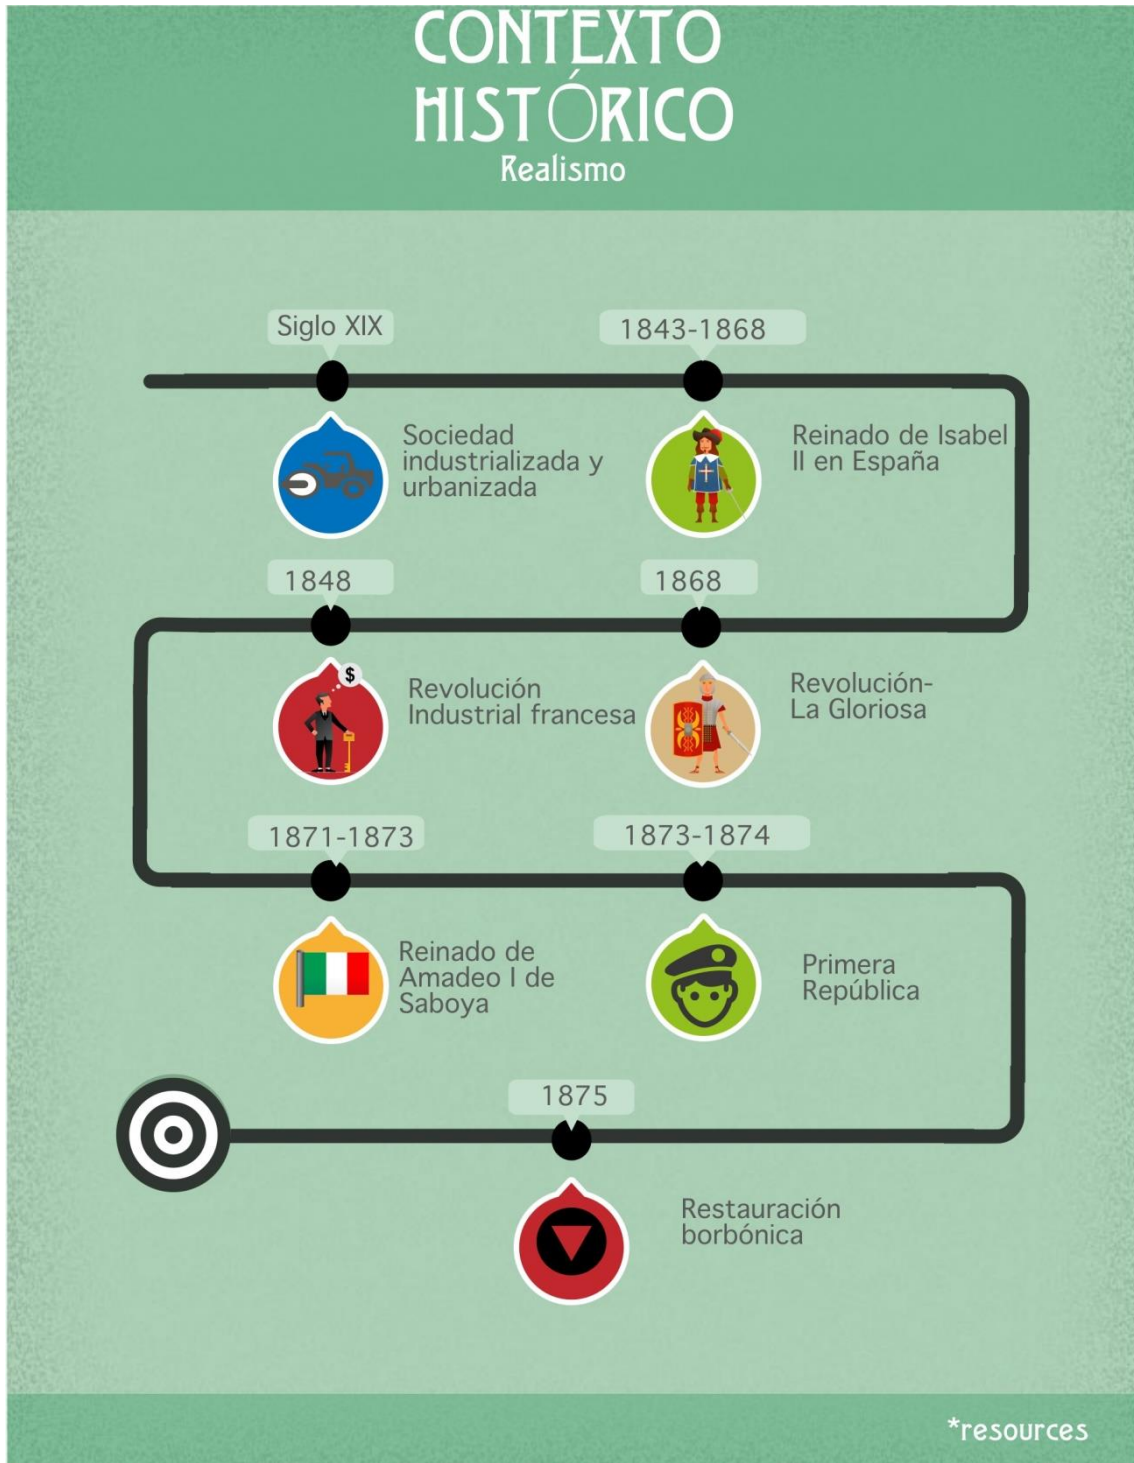 CONTEXTO
HISTÓRICO
Realismo
Siglo XIX
Sociedad
industrializada y
urbanizada
1843-1868
Reinado de Isabel
II en España
1848
Revolución
Industrial francesa
$
1868
Revolución-
La Gloriosa
1871-1873
Reinado de
Amadeo I de
Saboya
1873-1874
Primera
República
1875
Restauración
borbónica
*resources